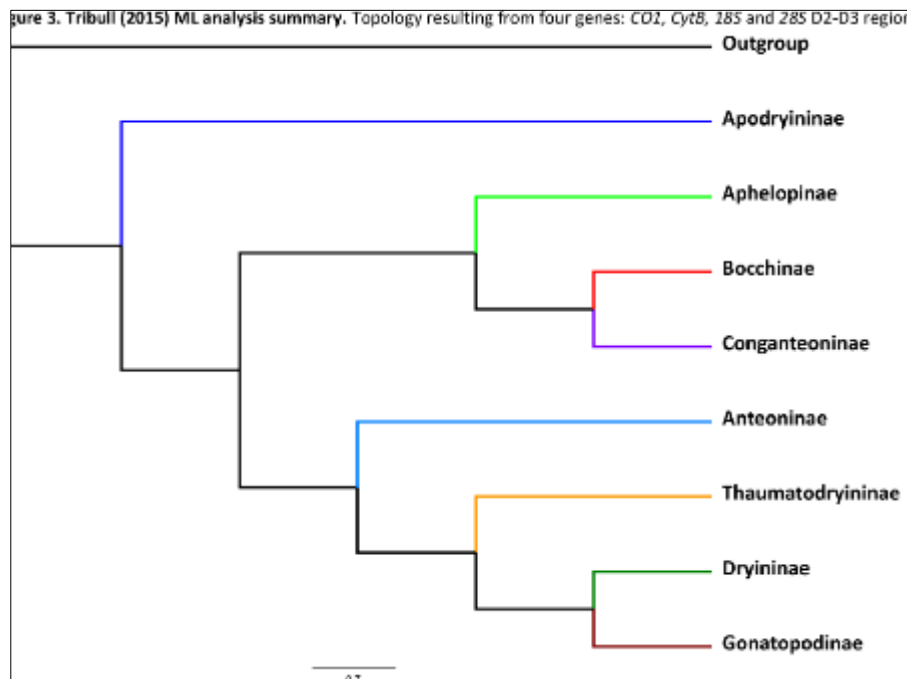 gure 3. Tribull (2015) ML analysis summary. Topology resulting from four genes: CO1, CytB, 18S and 28S D2-D3 region
Outgroup
Apodryininae
Aphelopinae
Bocchinae
Conganteoninae
Anteoninae
Thaumatodryininae
Dryininae
Gonatopodinae